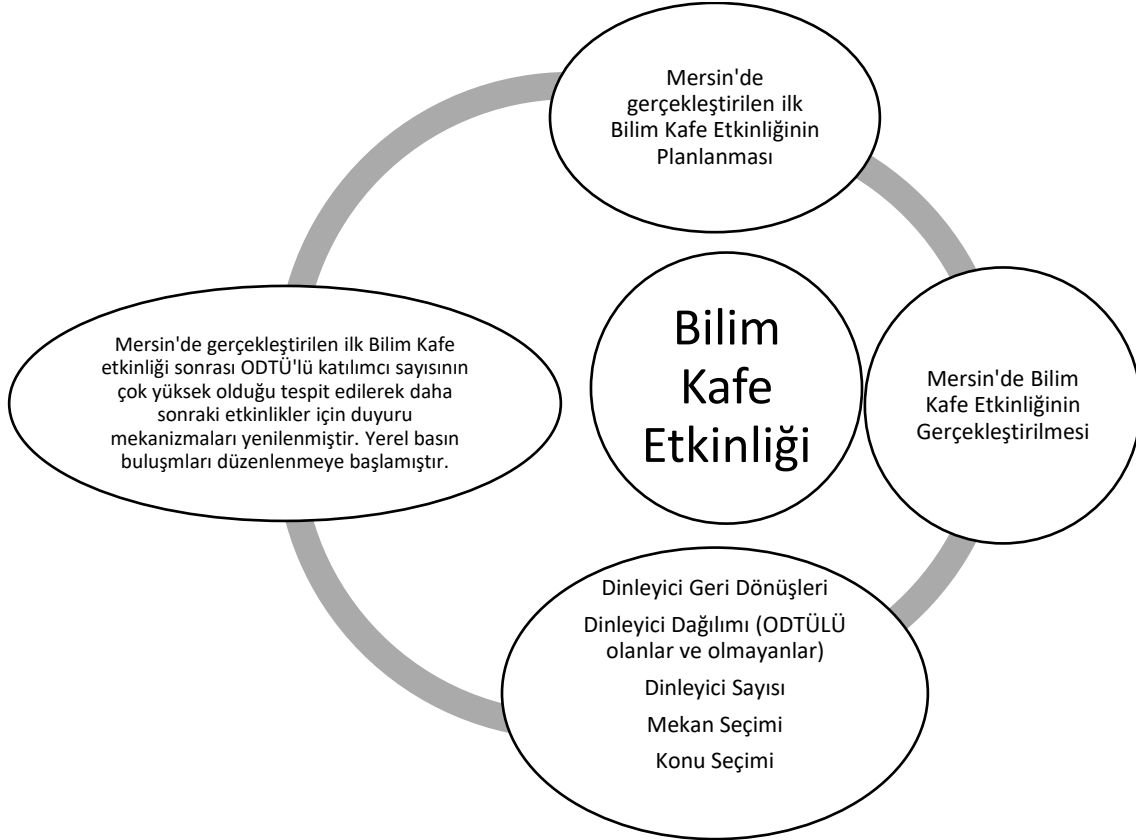 Mersin'de
gerçekleştirilen ilk
Bilim Kafe Etkinliğinin
Planlanması
Bilim
Kafe
Etkinliği
Mersin'de Bilim
Kafe Etkinliğinin
Gerçekleştirilmesi
Dinleyici Geri Dönüşleri
Dinleyici Dağılımı (ODTÜLÜ
olanlar ve olmayanlar)
Dinleyici Sayısı
Mekan Seçimi
Konu Seçimi
Mersin'de gerçekleştirilen ilk Bilim Kafe
etkinliği sonrası ODTÜ'lü katılımcı sayısının
çok yüksek olduğu tespit edilerek daha
sonraki etkinlikler için duyuru
mekanizmaları yenilenmiştir. Yerel basın
buluşmları düzenlenmeye başlamıştır.